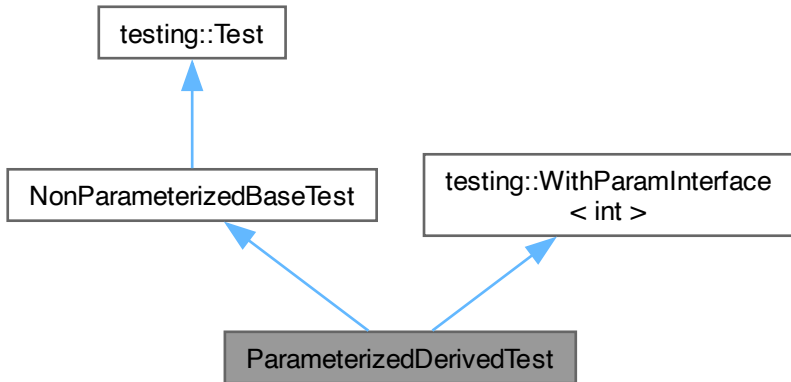 testing::Test
NonParameterizedBaseTest
testing::WithParamInterface
< int >
ParameterizedDerivedTest